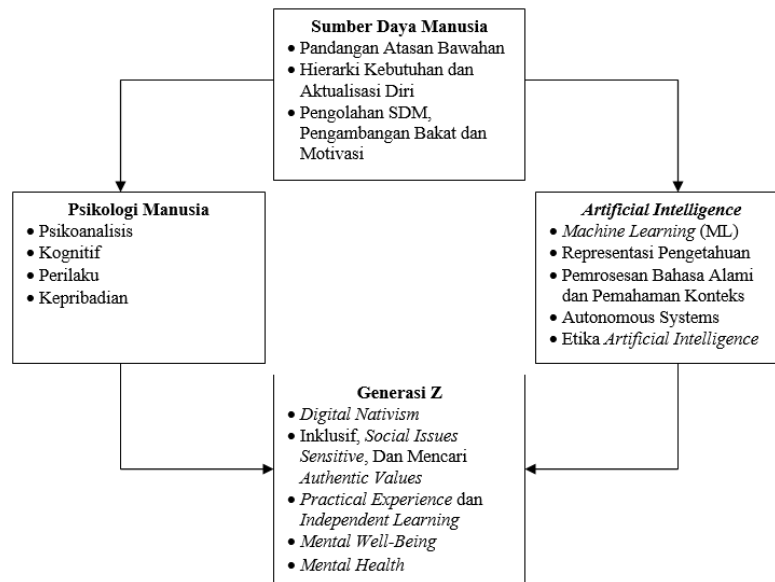 Sumber Daya Manusia
• Pandangan Atasan Bawahan
• Hierarki Kebutuhan dan
Aktualisasi Diri
• Pengolahan SDM,
Pengambangan Bakat dan
Motivasi
Psikologi Manusia
• Psikoanalisis
• Kognitif
• Perilaku
• Kepribadian
Artificial Intelligence
• Machine Learning (ML)
• Representasi Pengetahuan
• Pemrosesan Bahasa Alami
dan Pemahaman Konteks
• Autonomous Systems
• Etika Artificial Intelligence
Generasi Z
• Digital Nativism
• Inklusif, Social Issues
Sensitive, Dan Mencari
Authentic Values
• Practical Experience dan
Independent Learning
• Mental Well-Being
• Mental Health